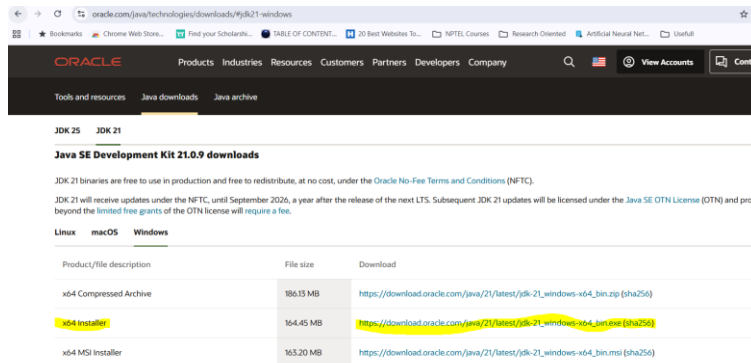 oracle.com/java/technologies/downloads/#jdk21-windows
Bookmarks Chrome Web Store... Find your Scholarshi... TABLE OF CONTENT... 20 Best Websites To... NPTEL Courses Research Oriented Artificial Neural Net... Usefull
ORACLE Products Industries Resources Customers Partners Developers Company View Accounts Cont
Tools and resources Java downloads Java archive
JDK 25 JDK 21
Java SE Development Kit 21.0.9 downloads
JDK 21 binaries are free to use in production and free to redistribute, at no cost, under the Oracle No-Fee Terms and Conditions (NFTC).
JDK 21 will receive updates under the NFTC, until September 2026, a year after the release of the next LTS. Subsequent JDK 21 updates will be licensed under the Java SE OTN License (OTN) and pro
beyond the limited free grants of the OTN license will require a fee.
Linux macOS Windows
Product/file description File size Download
x64 Compressed Archive 186.13 MB https://download.oracle.com/java/21/latest/jdk-21_windows-x64_bin.zip (sha256)
x64 Installer 164.45 MB https://download.oracle.com/java/21/latest/jdk-21_windows-x64_bin.exe (sha256)
x64 MSI Installer 163.20 MB https://download.oracle.com/java/21/latest/jdk-21_windows-x64_bin.msi (sha256)